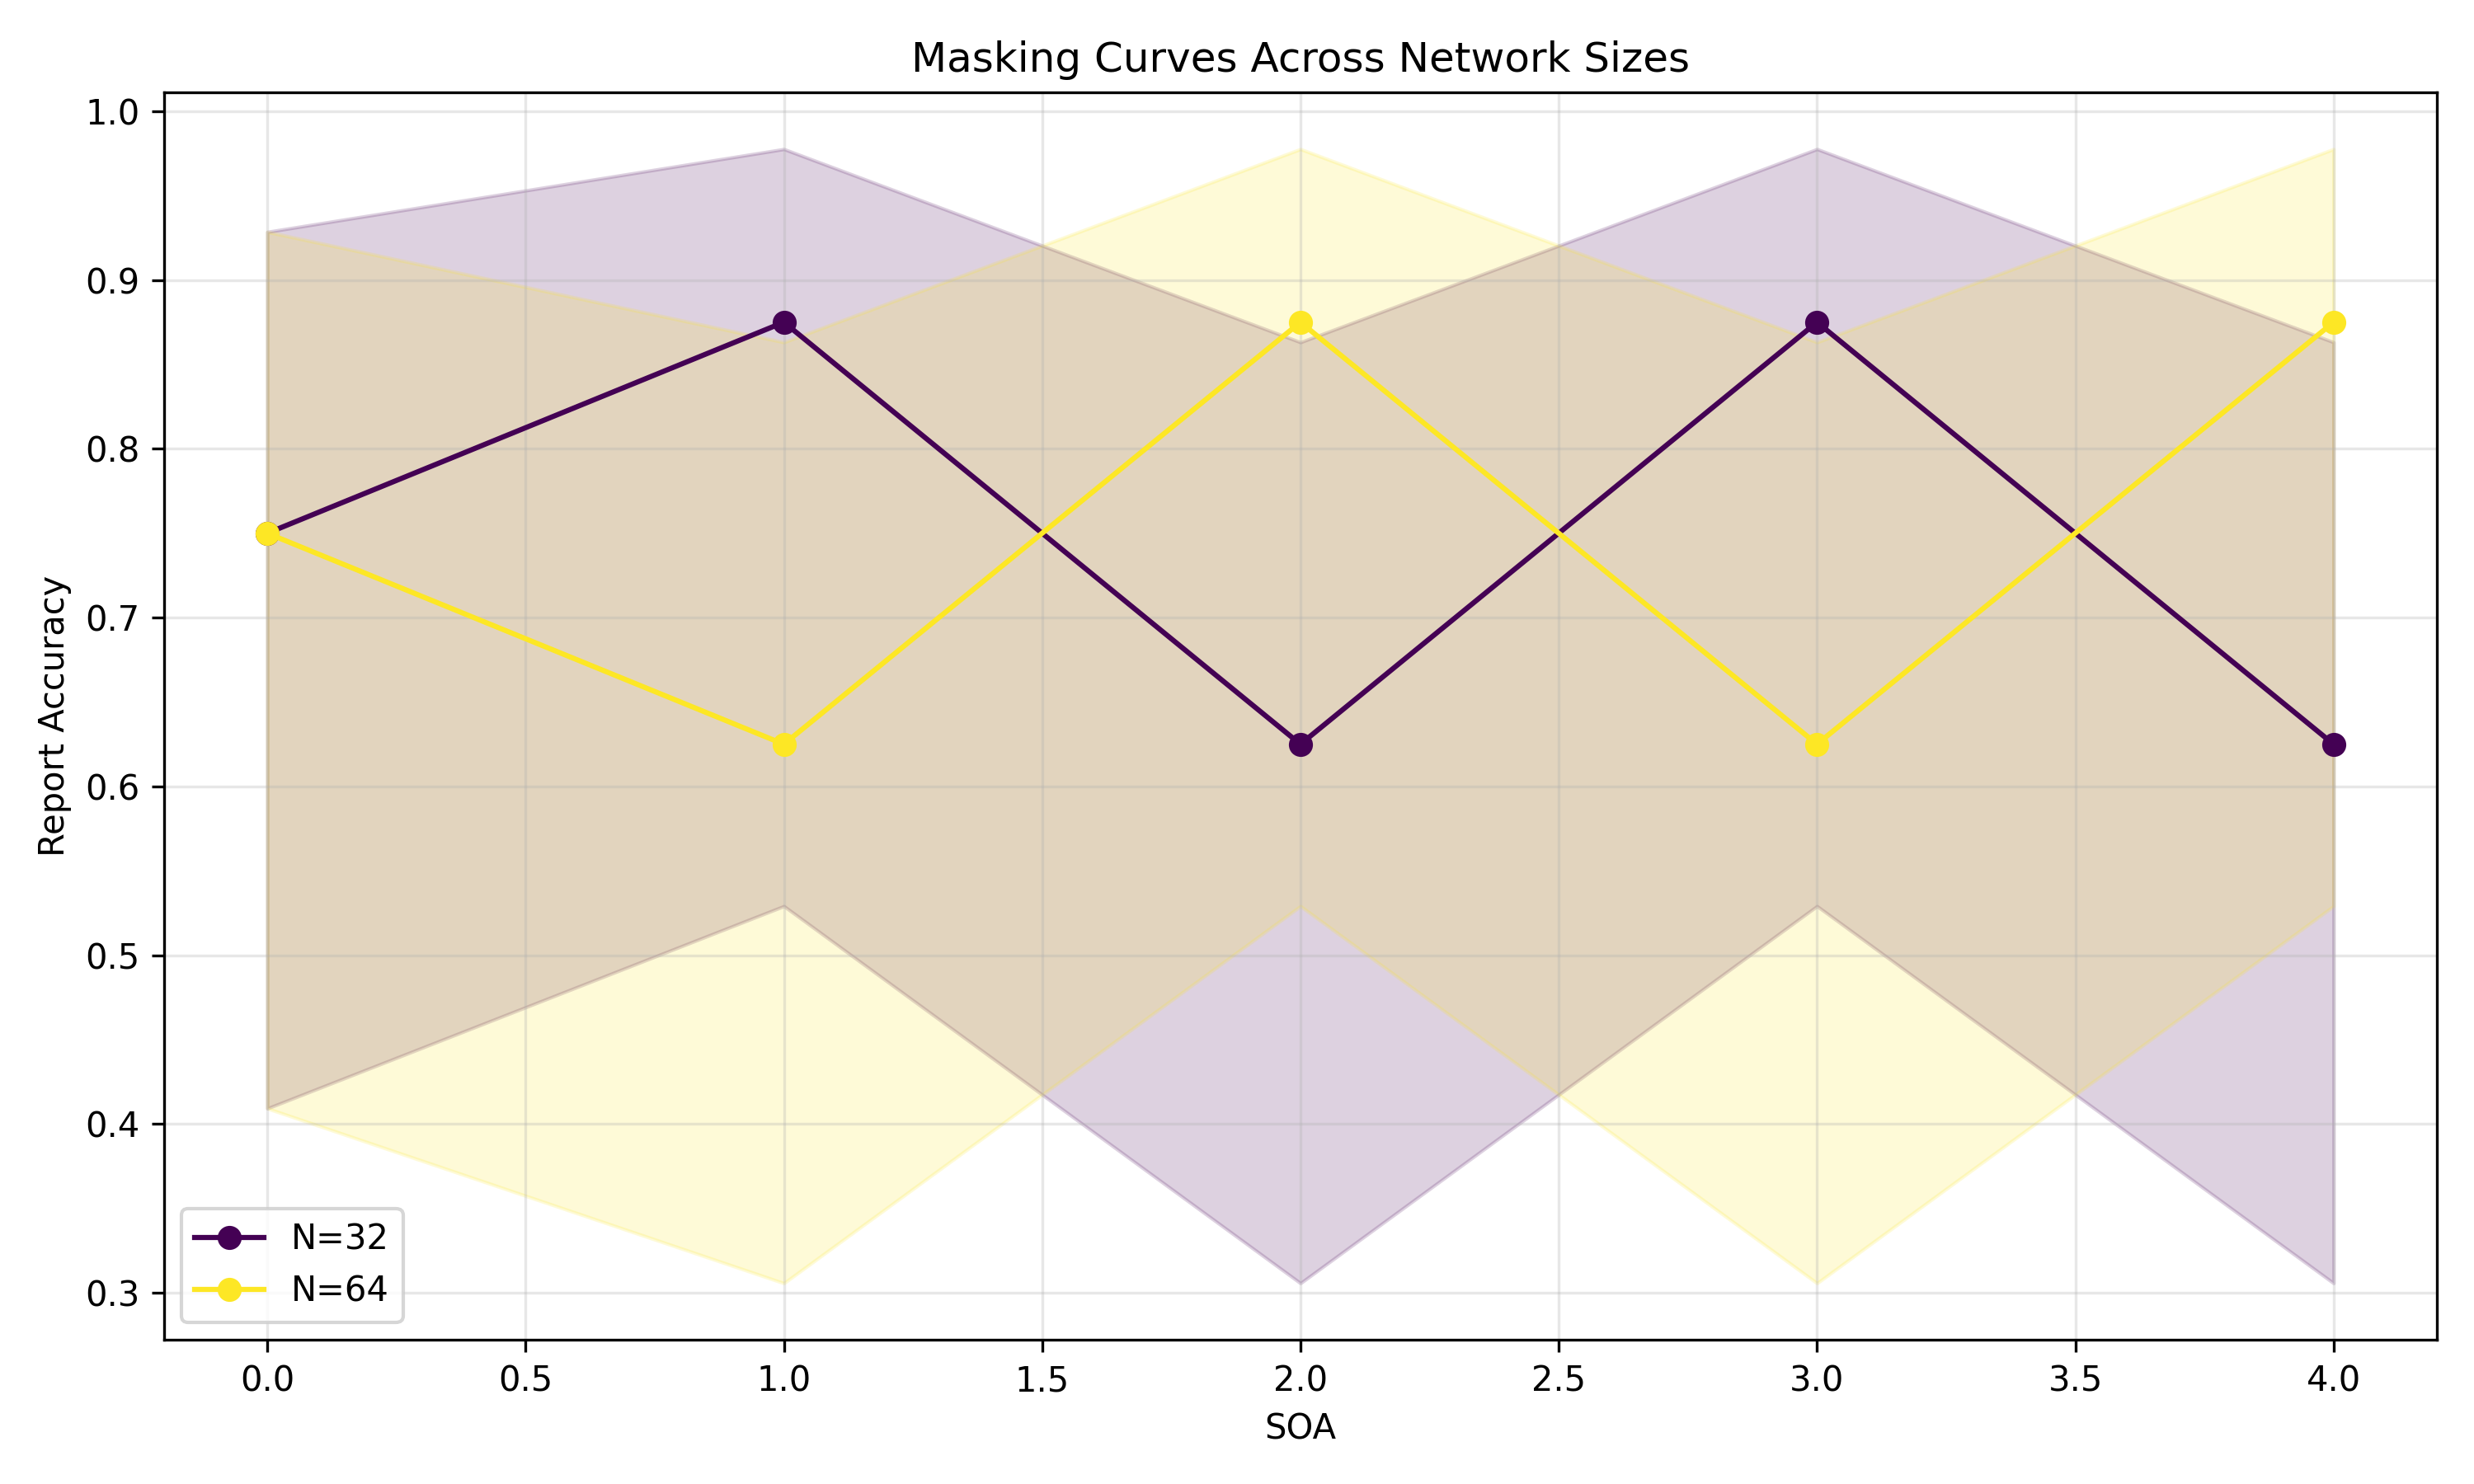 Masking Curves Across Network Sizes
Report Accuracy
1.0
0.9
0.8
0.7
0.6
0.5
0.4
0.3
N=32
N=64
0.0 0.5 1.0 1.5 2.0 2.5 3.0 3.5 4.0
SOA